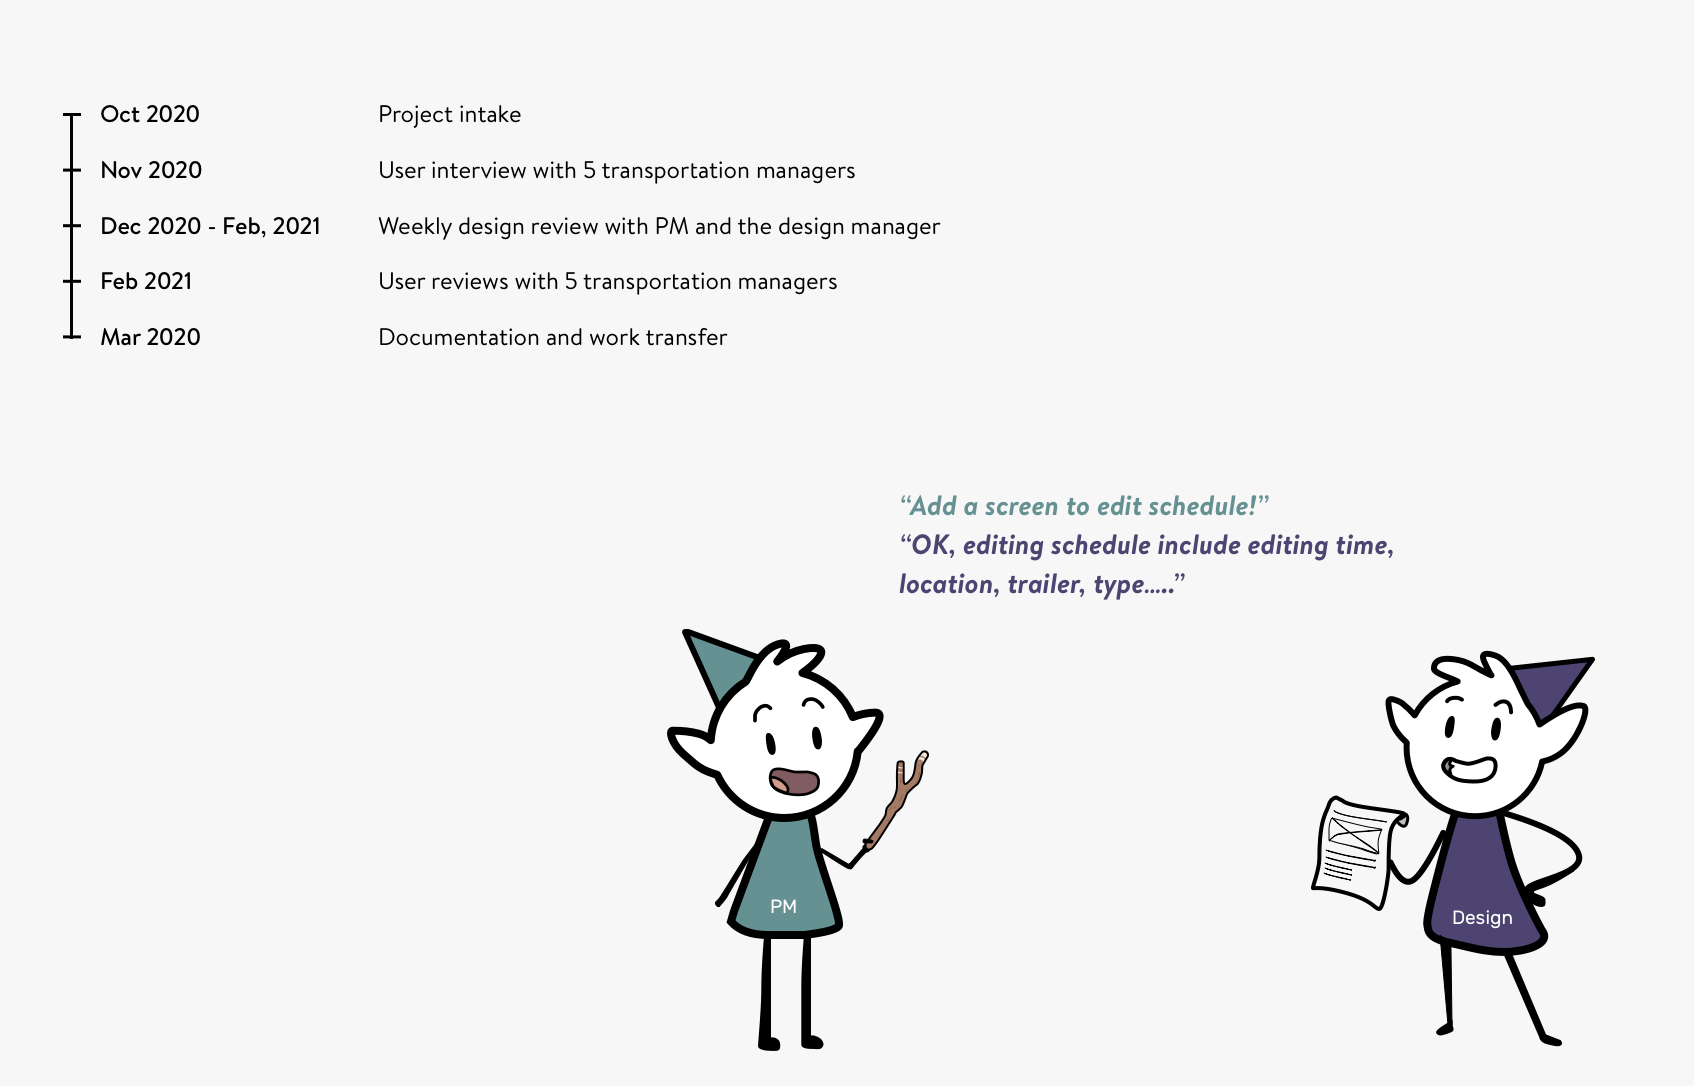 Oct 2020 Project intake
Nov 2020 User interview with 5 transportation managers
Dec 2020 - Feb, 2021 Weekly design review with PM and the design manager
Feb 2021 User reviews with 5 transportation managers
Mar 2020 Documentation and work transfer
“Add a screen to edit schedule!”
“OK, editing schedule include editing time,
location, trailer, type…..”
PM
Design